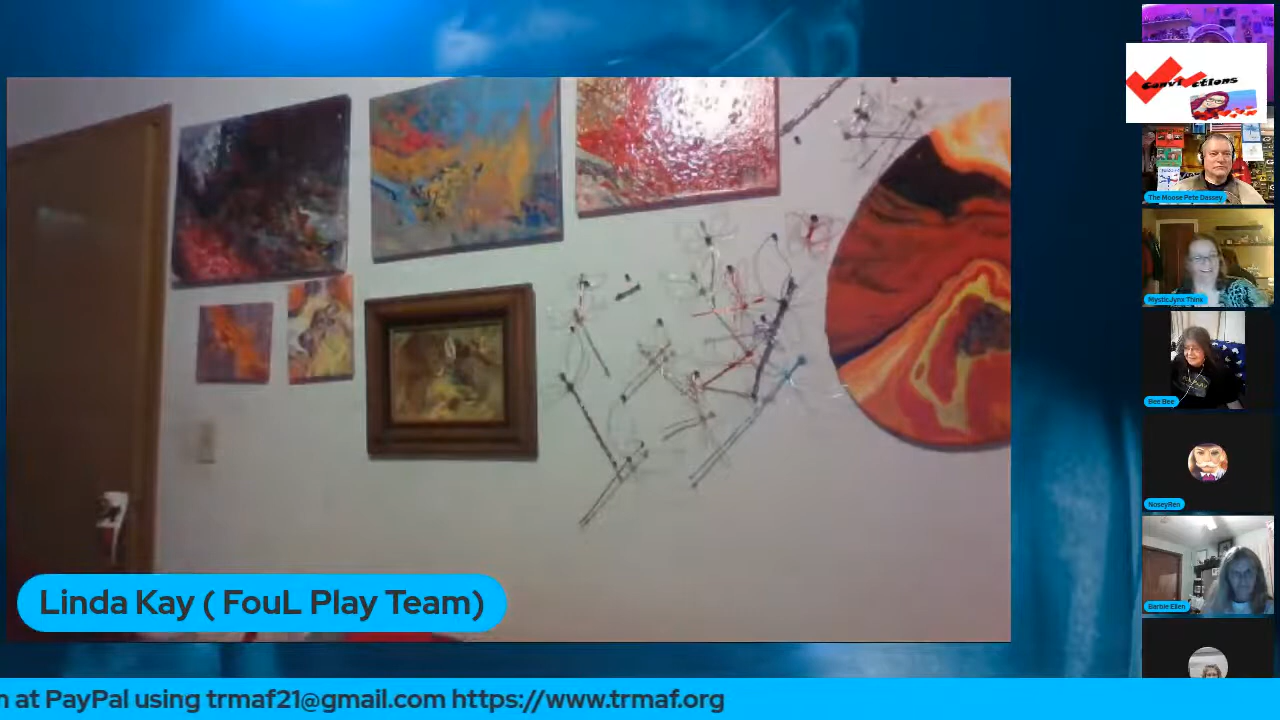 Convictions
The Moose Pete Dassey
MysticJynx Think
Bee Bee
NoseyRen
Barbie Ellen
Linda Kay ( FouL Play Team)
n at PayPal using trmaf21@gmail.com https://www.trmaf.org